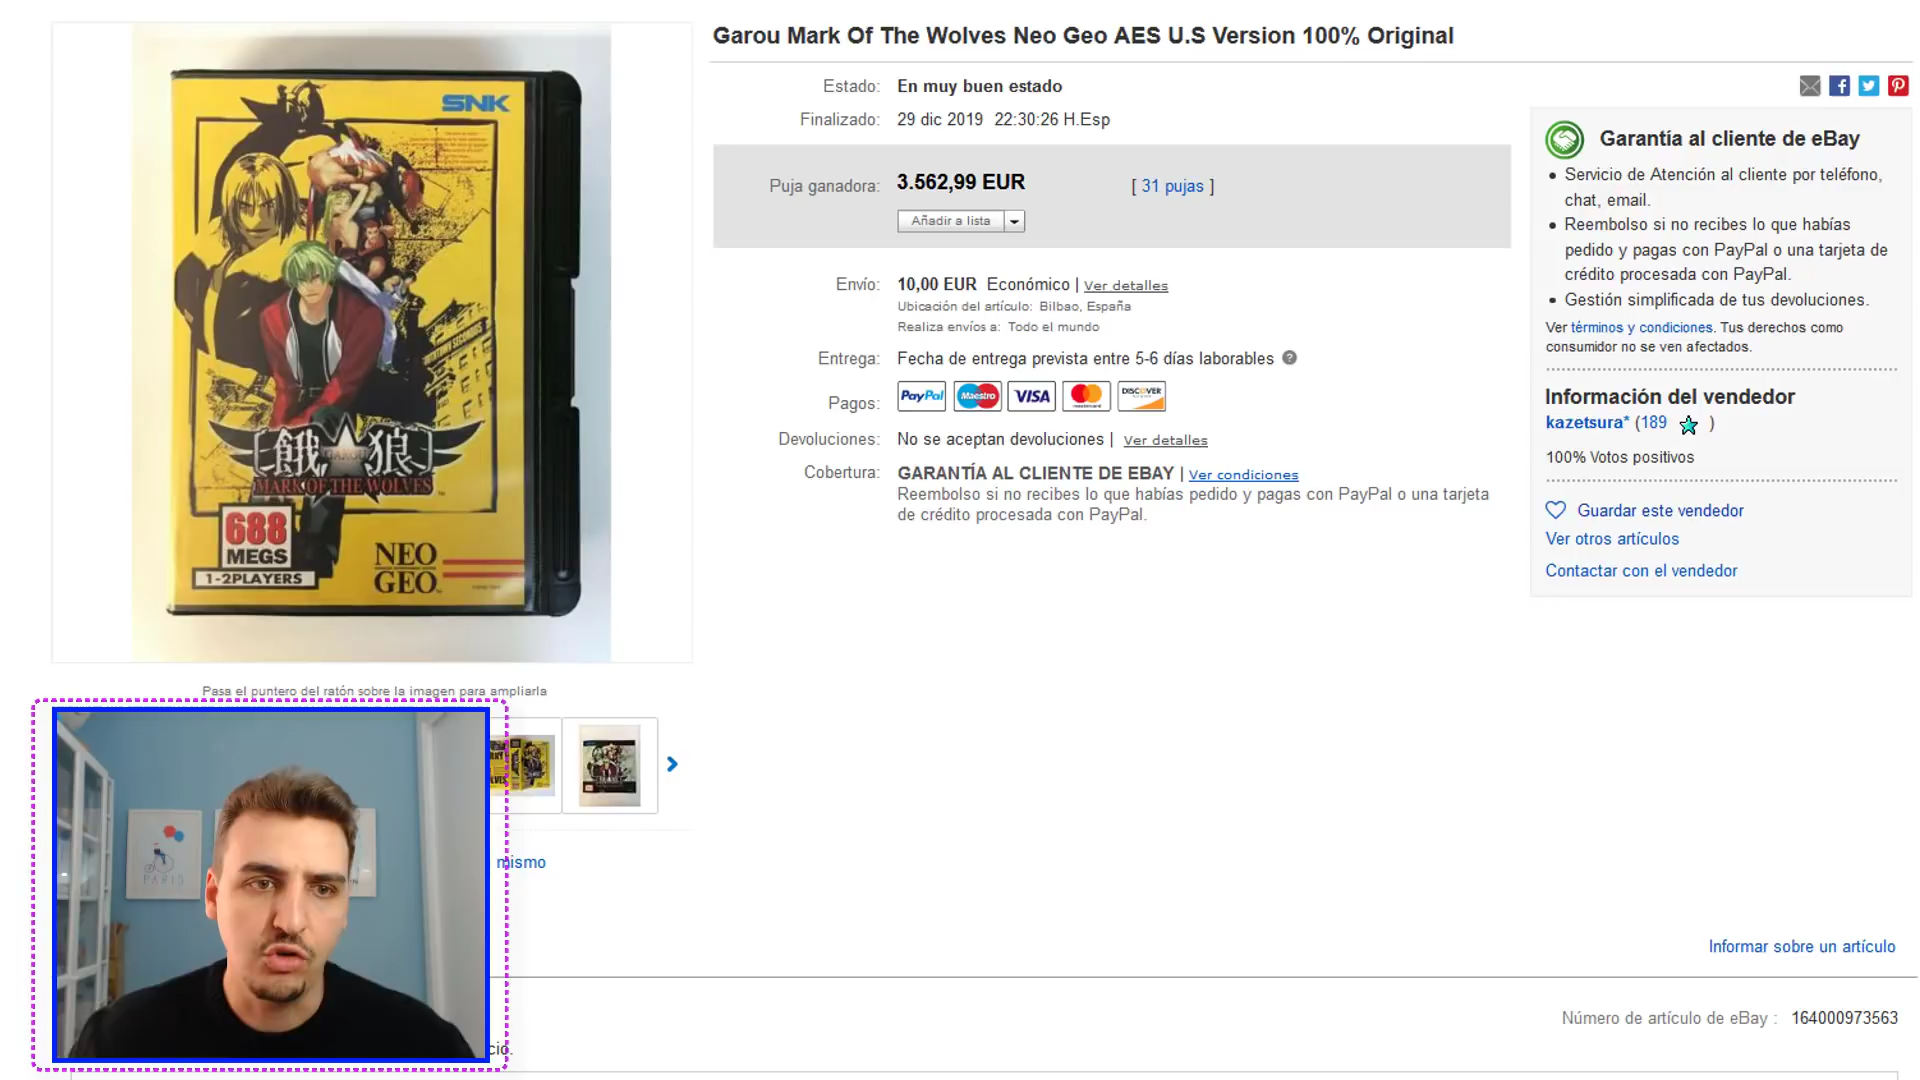 Garou Mark Of The Wolves Neo Geo AES U.S Version 100% Original
Estado: En muy buen estado
Finalizado: 29 dic 2019 22:30:26 H.Esp
Puja ganadora: 3.562,99 EUR [ 31 pujas ]
Añadir a lista
Envío: 10,00 EUR Económico | Ver detalles
Ubicación del artículo: Bilbao, España
Realiza envíos a: Todo el mundo
Entrega: Fecha de entrega prevista entre 5-6 días laborables
Pagos: PayPal Maestro VISA mastercard DISCOVER
Devoluciones: No se aceptan devoluciones | Ver detalles
Cobertura: GARANTÍA AL CLIENTE DE EBAY | Ver condiciones
Reembolso si no recibes lo que habías pedido y pagas con PayPal o una tarjeta
de crédito procesada con PayPal.
Garantía al cliente de eBay
• Servicio de Atención al cliente por teléfono,
chat, email.
• Reembolso si no recibes lo que habías
pedido y pagas con PayPal o una tarjeta de
crédito procesada con PayPal.
• Gestión simplificada de tus devoluciones.
Ver términos y condiciones. Tus derechos como
consumidor no se ven afectados.
Información del vendedor
kazetsura* (189 )
100% Votos positivos
Guardar este vendedor
Ver otros artículos
Contactar con el vendedor
SNK
餓狼
GAROU
MARK OF THE WOLVES
688
MEGS
1-2PLAYERS
NEO
GEO
Pasa el puntero del ratón sobre la imagen para ampliarla
mismo
PARIS
Informar sobre un artículo
Número de artículo de eBay : 164000973563
cio.